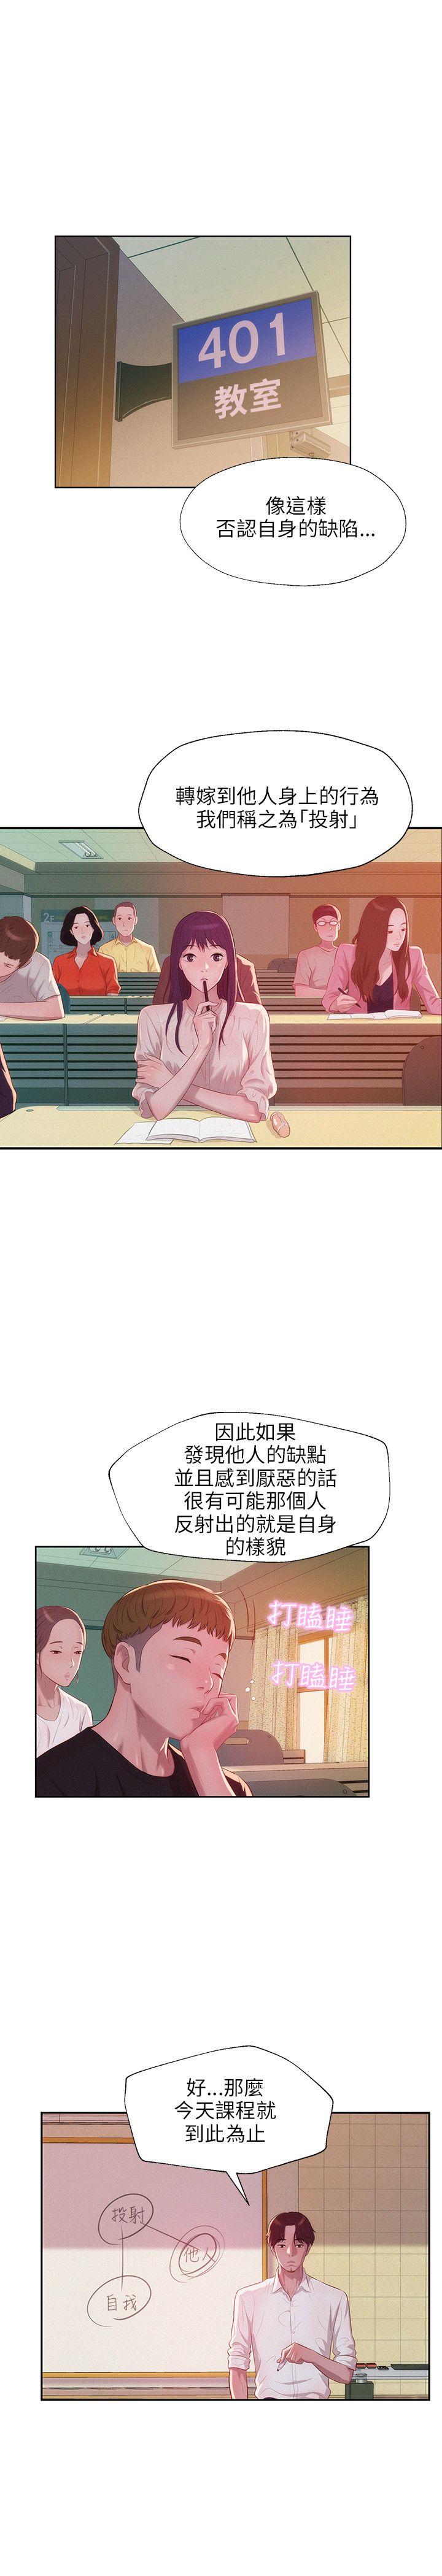 401
教室
像這樣
否認自身的缺陷...
轉嫁到他人身上的行為
我們稱之為「投射」
因此如果
發現他人的缺點
並且感到厭惡的話
很有可能那個人
反射出的就是自身
的樣貌
打瞌睡
打瞌睡
好...那麼
今天課程就
到此為止
投射
他人
自我